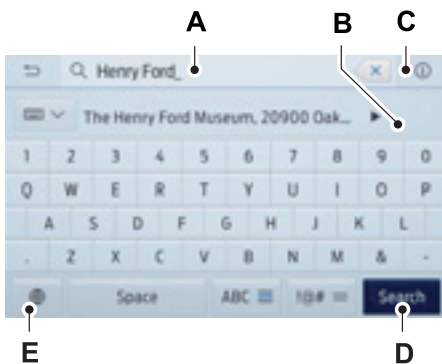 A B C
Henry Ford_
The Henry Ford Museum, 20900 Oak...
1 2 3 4 5 6 7 8 9 0
Q W E R T Y U I O P
A S D F G H J K L
. Z X C V B N M & -
Space ABC !@# Search
E D